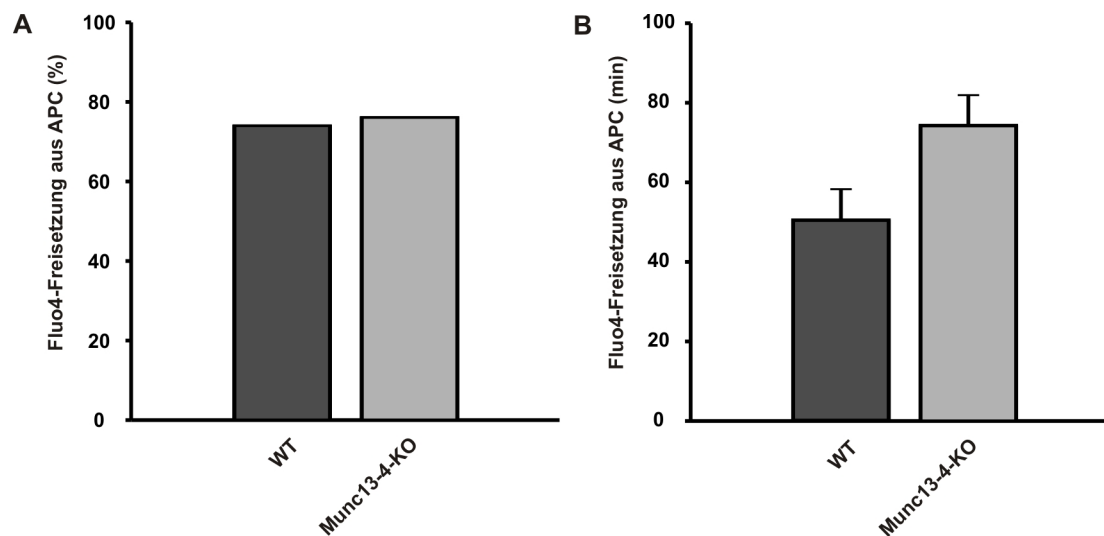 A
Fluo4-Freisetzung aus APC (%)
100
80
60
40
20
0
WT
Munc13-4-KO
B
Fluo4-Freisetzung aus APC (min)
100
80
60
40
20
0
WT
Munc13-4-KO